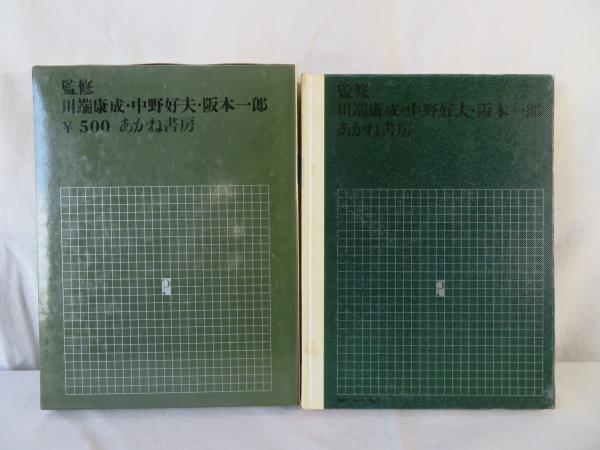 監修
川端康成・中野好夫・阪本一郎
¥ 500 あかね書房
監修
川端康成・中野好夫・阪本一郎
あかね書房